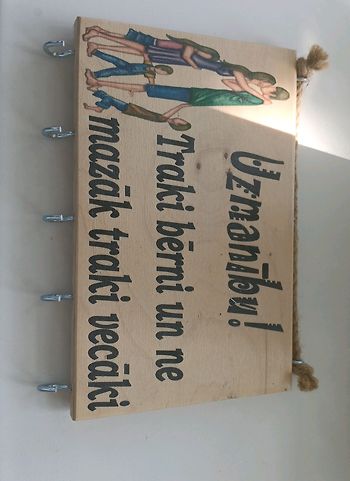 Uzmanību!
Traki bērni un ne
mazāk traki vecāki